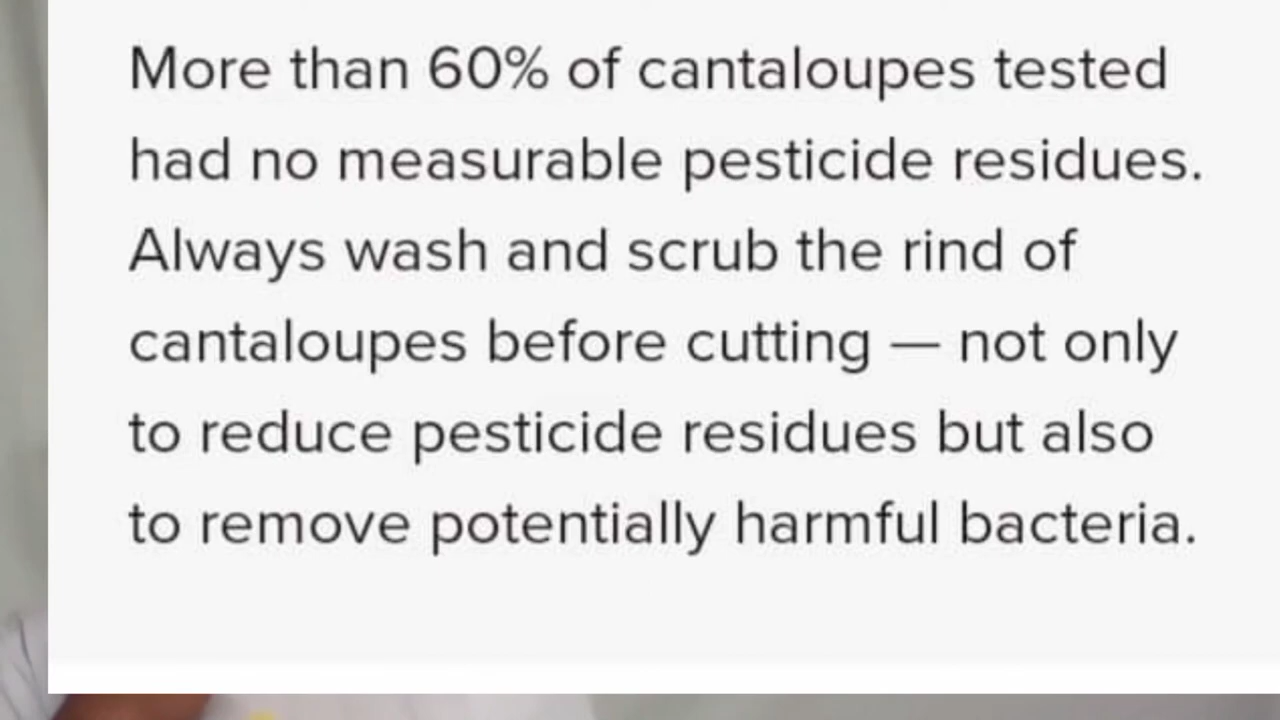 More than 60% of cantaloupes tested
had no measurable pesticide residues.
Always wash and scrub the rind of
cantaloupes before cutting — not only
to reduce pesticide residues but also
to remove potentially harmful bacteria.